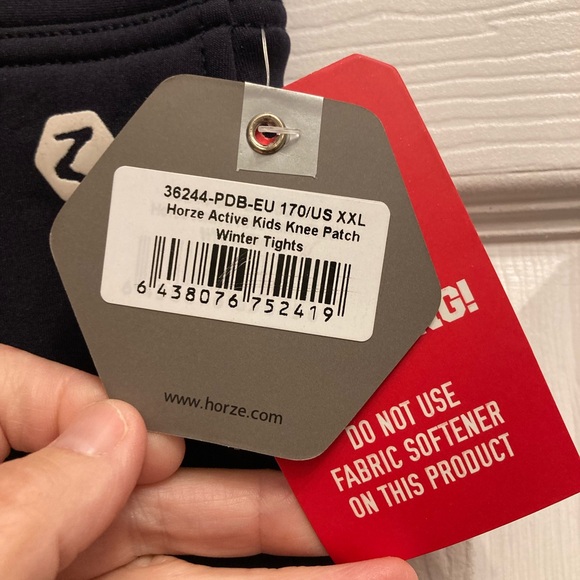 36244-PDB-EU 170/US XXL
Horze Active Kids Knee Patch
Winter Tights
6 438076 752419
www.horze.com
DO NOT USE
FABRIC SOFTENER
ON THIS PRODUCT